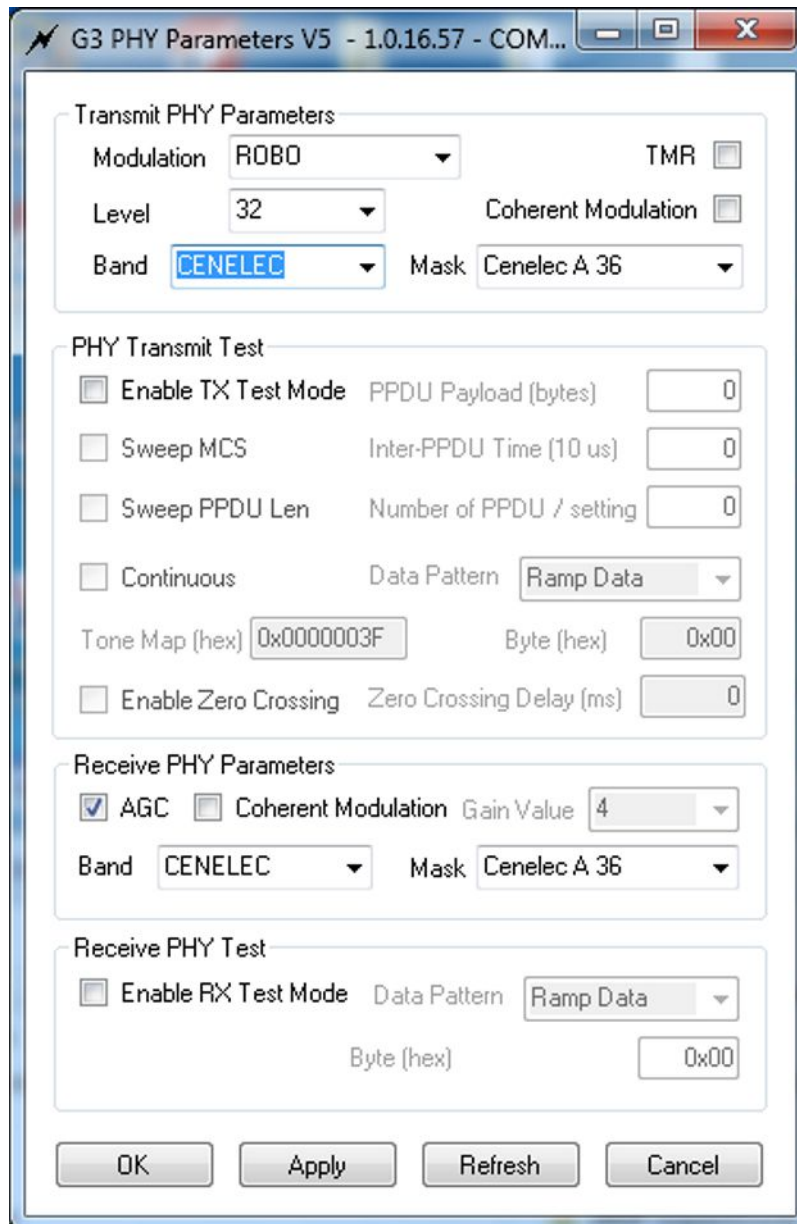 G3 PHY Parameters V5 - 1.0.16.57 - COM...
Transmit PHY Parameters
Modulation ROBO TMR
Level 32 Coherent Modulation
Band CENELEC Mask Cenelec A 36
PHY Transmit Test
Enable TX Test Mode PPDU Payload (bytes) 0
Sweep MCS Inter-PPDU Time (10 us) 0
Sweep PPDU Len Number of PPDU / setting 0
Continuous Data Pattern Ramp Data
Tone Map (hex) 0x0000003F Byte (hex) 0x00
Enable Zero Crossing Zero Crossing Delay (ms) 0
Receive PHY Parameters
AGC Coherent Modulation Gain Value 4
Band CENELEC Mask Cenelec A 36
Receive PHY Test
Enable RX Test Mode Data Pattern Ramp Data
Byte (hex) 0x00
OK Apply Refresh Cancel